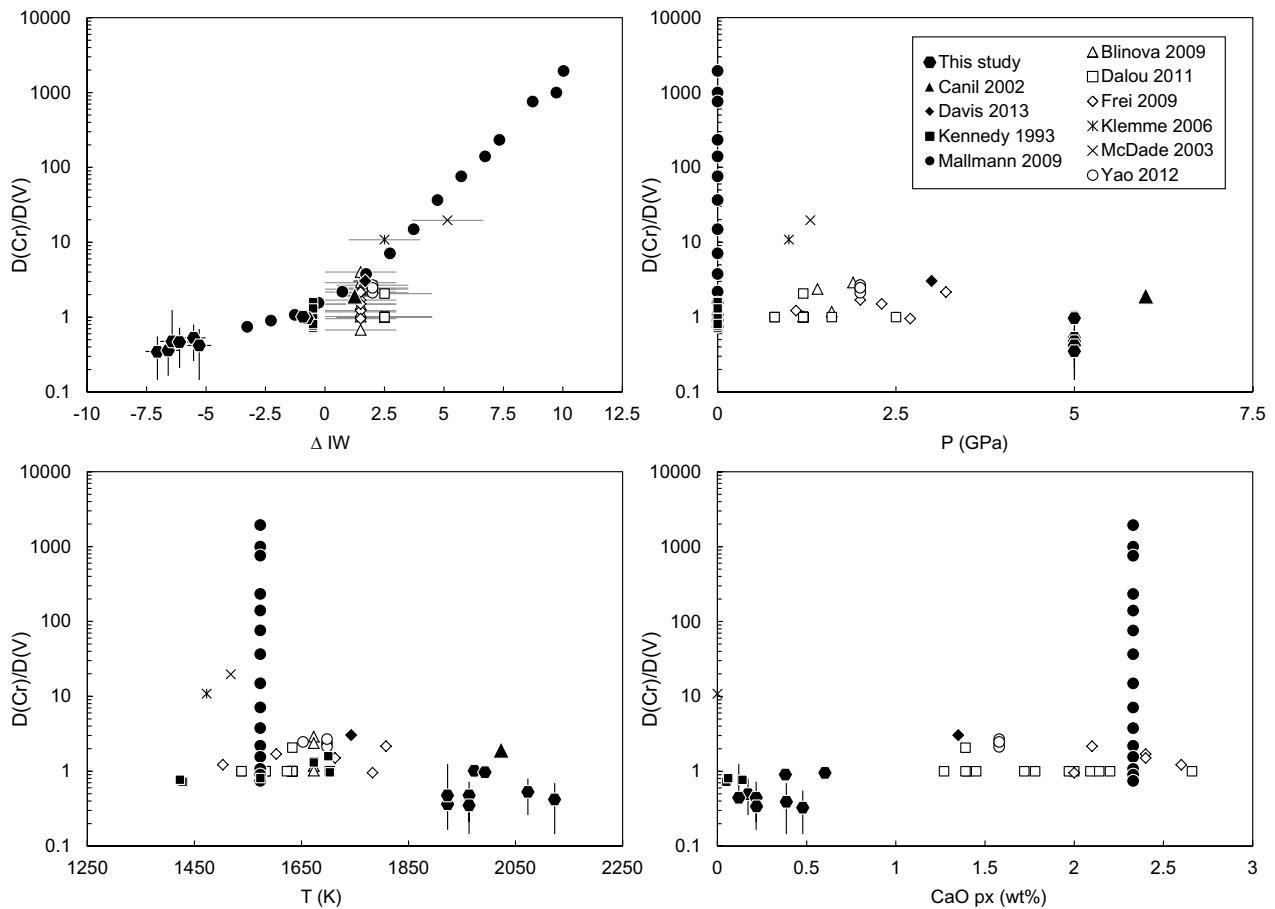 10000
1000
100
10
1
0.1
D(Cr)/D(V)
-10 -7.5 -5 -2.5 0 2.5 5 7.5 10 12.5
Δ IW
10000
1000
100
10
1
0.1
D(Cr)/D(V)
0 2.5 5 7.5
P (GPa)
This study
Canil 2002
Davis 2013
Kennedy 1993
Mallmann 2009
Blinova 2009
Dalou 2011
Frei 2009
Klemme 2006
McDade 2003
Yao 2012
10000
1000
100
10
1
0.1
D(Cr)/D(V)
1250 1450 1650 1850 2050 2250
T (K)
10000
1000
100
10
1
0.1
D(Cr)/D(V)
0 0.5 1 1.5 2 2.5 3
CaO px (wt%)